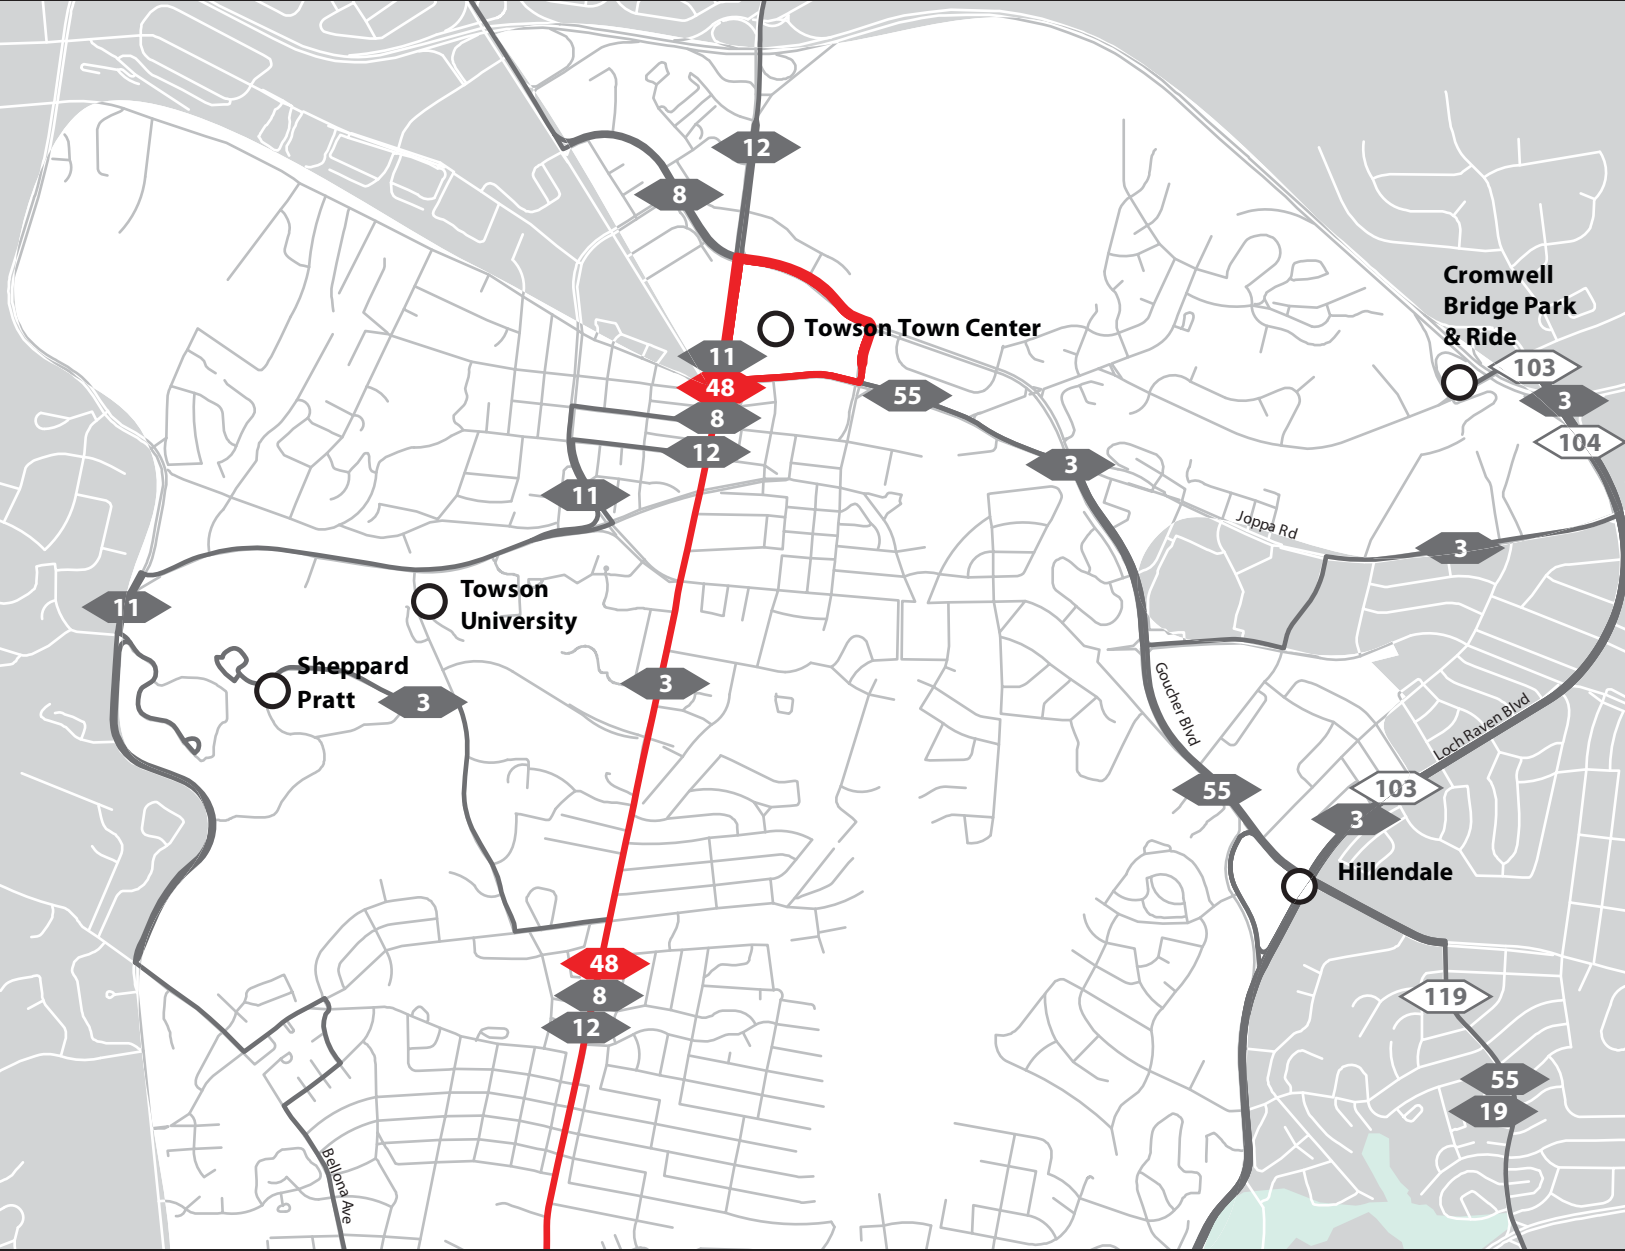 12
8
Cromwell
Bridge Park
& Ride
Towson Town Center
11
103
48
55
3
8
104
12
3
11
Joppa Rd
3
Towson
University
11
Sheppard
Pratt
3
3
Goucher Blvd
Loch Raven Blvd
55
103
3
Hillendale
48
8
119
12
55
19
Bellona Ave